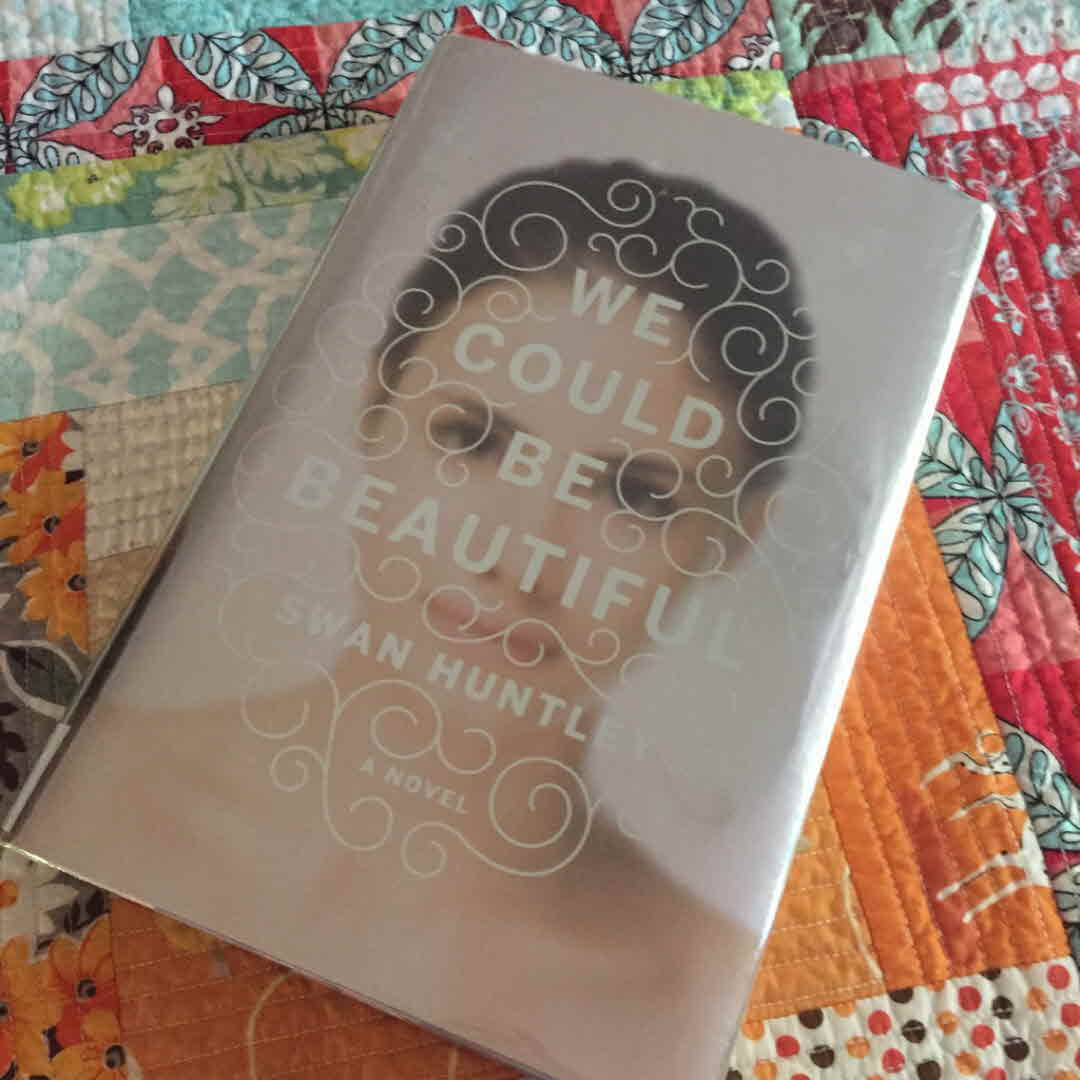 WE
COULD
BE
BEAUTIFUL
SWAN HUNTLEY
A NOVEL